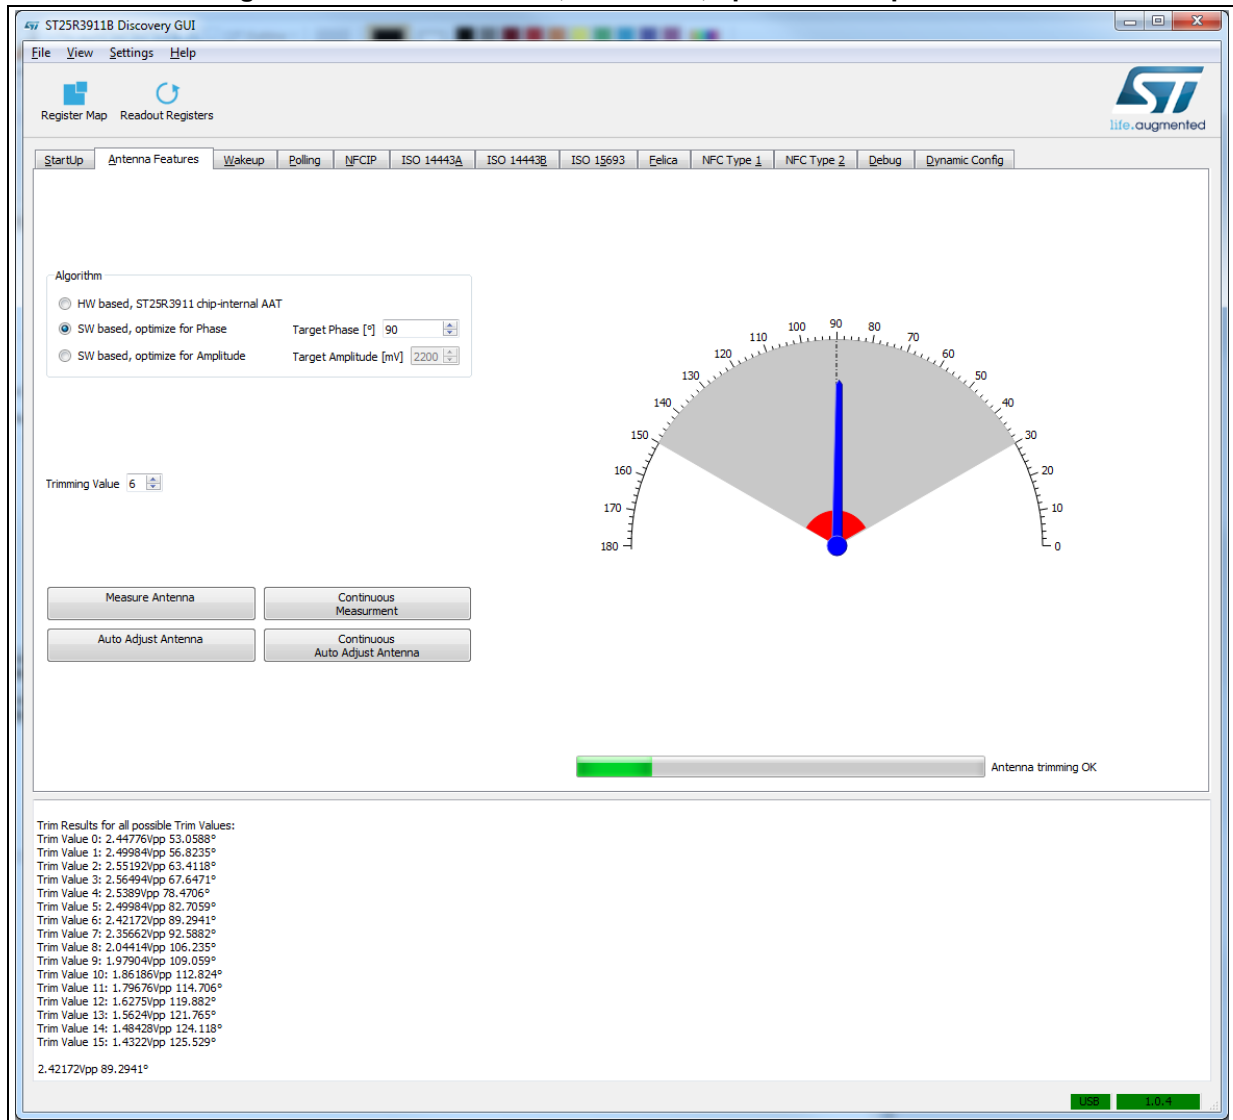 ST25R3911B Discovery GUI
File View Settings Help
Register Map Readout Registers
ST
life.augmented
StartUp Antenna Features Wakeup Polling NFCIP ISO 14443A ISO 14443B ISO 15693 Felica NFC Type 1 NFC Type 2 Debug Dynamic Config
Algorithm
HW based, ST25R3911 chip-internal AAT
SW based, optimize for Phase Target Phase [°] 90
SW based, optimize for Amplitude Target Amplitude [mV] 2200
Trimming Value 6
180 170 160 150 140 130 120 110 100 90 80 70 60 50 40 30 20 10 0
Measure Antenna
Continuous
Measurment
Auto Adjust Antenna
Continuous
Auto Adjust Antenna
Antenna trimming OK
Trim Results for all possible Trim Values:
Trim Value 0: 2.44776Vpp 53.0588°
Trim Value 1: 2.49984Vpp 56.8235°
Trim Value 2: 2.55192Vpp 63.4118°
Trim Value 3: 2.56494Vpp 67.6471°
Trim Value 4: 2.5389Vpp 78.4706°
Trim Value 5: 2.49984Vpp 82.7059°
Trim Value 6: 2.42172Vpp 89.2941°
Trim Value 7: 2.35662Vpp 92.5882°
Trim Value 8: 2.04414Vpp 106.235°
Trim Value 9: 1.97904Vpp 109.059°
Trim Value 10: 1.86186Vpp 112.824°
Trim Value 11: 1.79676Vpp 114.706°
Trim Value 12: 1.6275Vpp 119.882°
Trim Value 13: 1.5624Vpp 121.765°
Trim Value 14: 1.48428Vpp 124.118°
Trim Value 15: 1.4322Vpp 125.529°
2.42172Vpp 89.2941°
USB 1.0.4